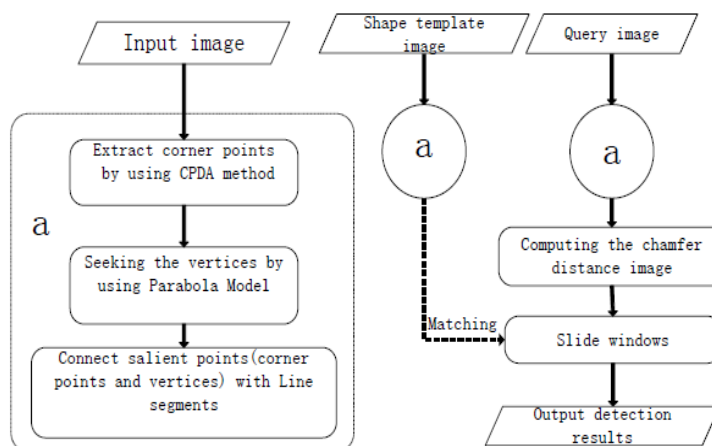 Input image
Extract corner points
by using CPDA method
a
Seeking the vertices by
using Parabola Model
Connect salient points(corner
points and vertices) with Line
segments
Shape template
image
a
Matching
Query image
a
Computing the chamfer
distance image
Slide windows
Output detection
results